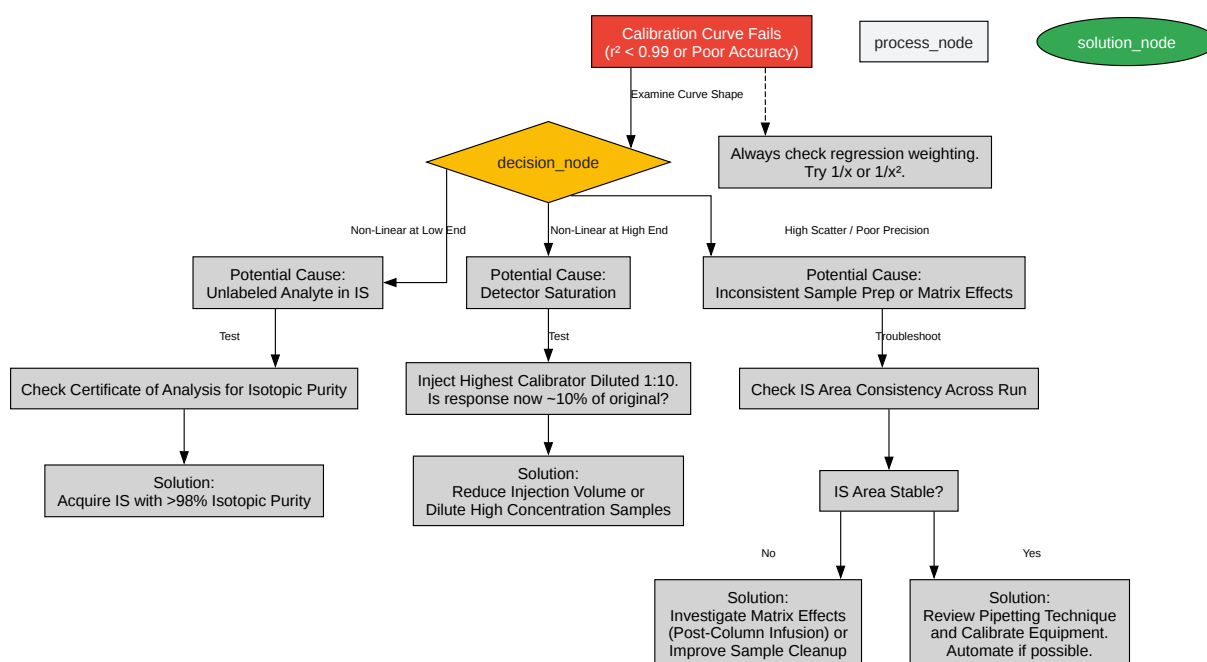 Calibration Curve Fails
(r² < 0.99 or Poor Accuracy)
process_node
solution_node
Examine Curve Shape
decision_node
Always check regression weighting.
Try 1/x or 1/x².
Non-Linear at Low End
Non-Linear at High End
High Scatter / Poor Precision
Potential Cause:
Unlabeled Analyte in IS
Potential Cause:
Detector Saturation
Potential Cause:
Inconsistent Sample Prep or Matrix Effects
Test
Test
Troubleshoot
Check Certificate of Analysis for Isotopic Purity
Inject Highest Calibrator Diluted 1:10.
Is response now ~10% of original?
Check IS Area Consistency Across Run
Solution:
Acquire IS with >98% Isotopic Purity
Solution:
Reduce Injection Volume or
Dilute High Concentration Samples
IS Area Stable?
No
Yes
Solution:
Investigate Matrix Effects
(Post-Column Infusion) or
Improve Sample Cleanup
Solution:
Review Pipetting Technique
and Calibrate Equipment.
Automate if possible.